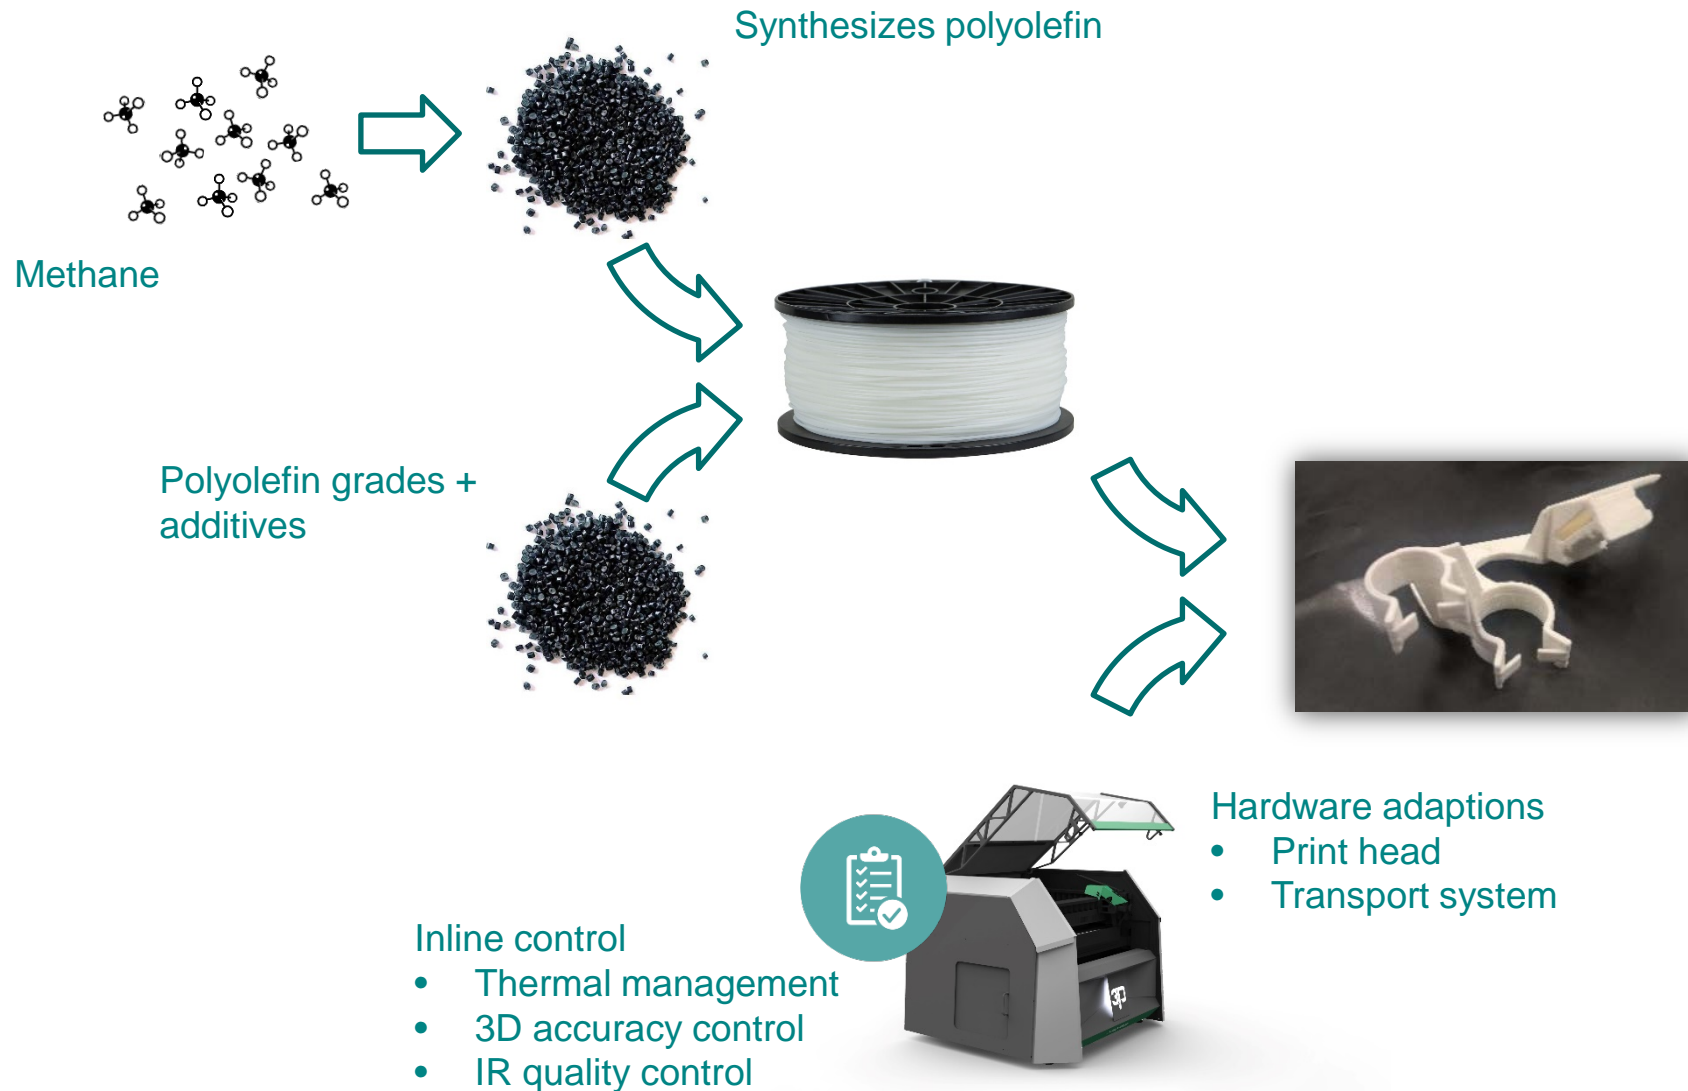 Synthesizes polyolefin
Methane
Polyolefin grades +
additives
Hardware adaptions
• Print head
• Transport system
Inline control
• Thermal management
• 3D accuracy control
• IR quality control